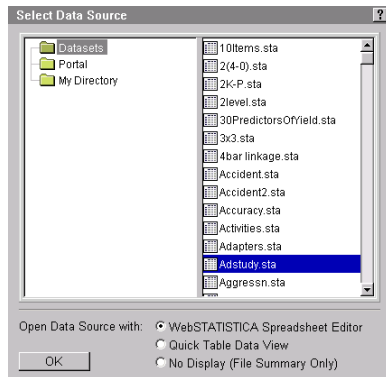 Select Data Source
?
Datasets
Portal
My Directory
10Items.sta
2(4-0).sta
2K-P.sta
2level.sta
30PredictorsOfYield.sta
3x3.sta
4bar linkage.sta
Accident.sta
Accident2.sta
Accuracy.sta
Activities.sta
Adapters.sta
Adstudy.sta
Aggressn.sta
Open Data Source with:
WebSTATISTICA Spreadsheet Editor
Quick Table Data View
No Display (File Summary Only)
OK